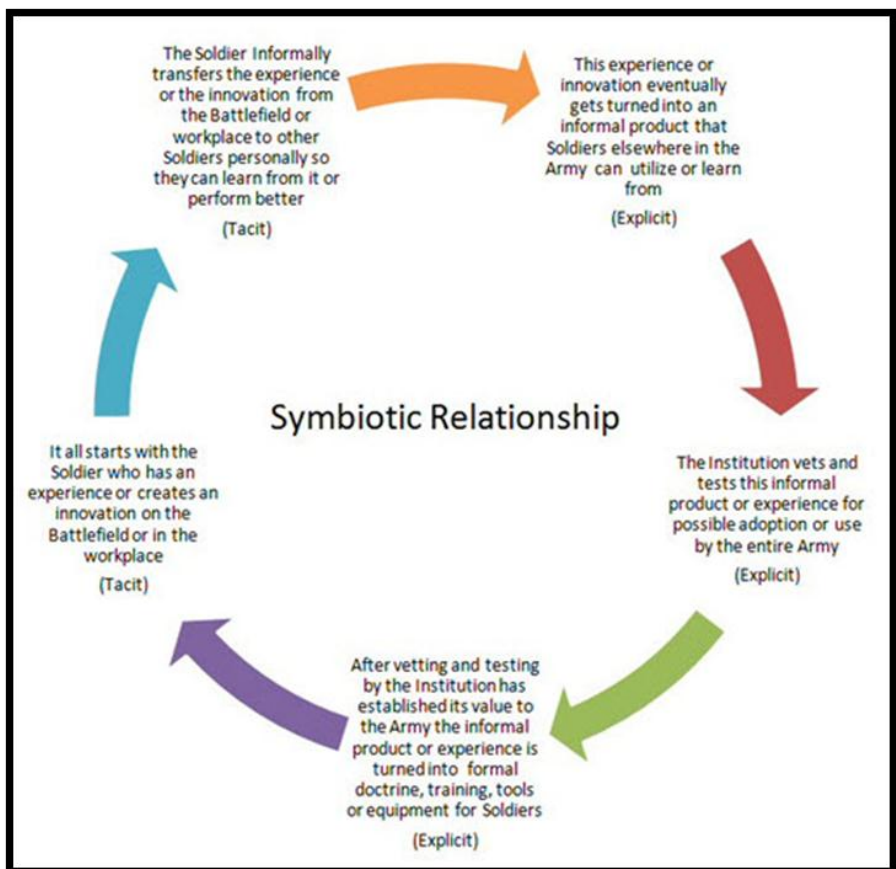 The Soldier Informally
transfers the experience
or the innovation from
the Battlefield or
workplace to other
Soldiers personally so
they can learn from it or
perform better
(Tacit)
This experience or
innovation eventually
gets turned into an
informal product that
Soldiers elsewhere in the
Army can utilize or learn
from
(Explicit)
Symbiotic Relationship
It all starts with the
Soldier who has an
experience or creates an
innovation on the
Battlefield or in the
workplace
(Tacit)
The Institution vets and
tests this informal
product or experience for
possible adoption or use
by the entire Army
(Explicit)
After vetting and testing
by the Institution has
established its value to
the Army the informal
product or experience is
turned into formal
doctrine, training, tools
or equipment for Soldiers
(Explicit)